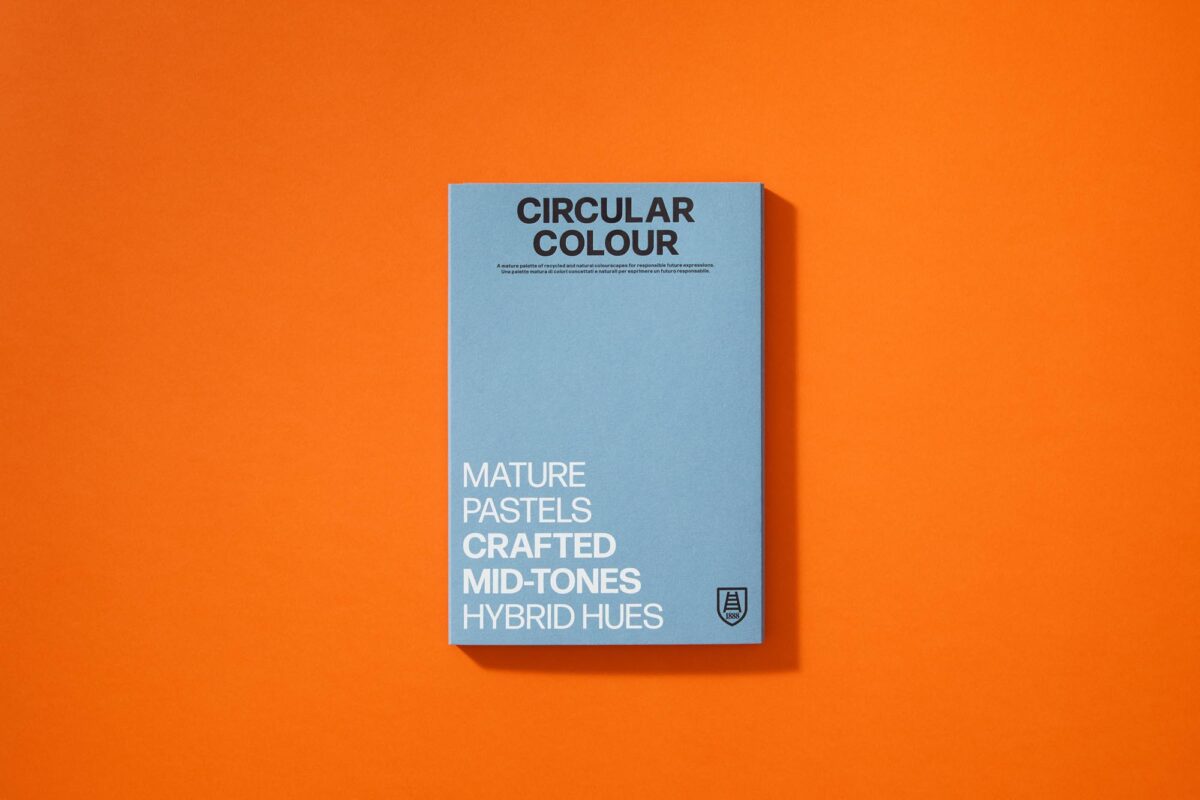 CIRCULAR
COLOUR
A mature palette of recycled and natural colourscapes for responsible future expressions.
Una palette matura di colori concettati e naturali per esprimere un futuro responsabile.
MATURE
PASTELS
CRAFTED
MID-TONES
HYBRID HUES
1888